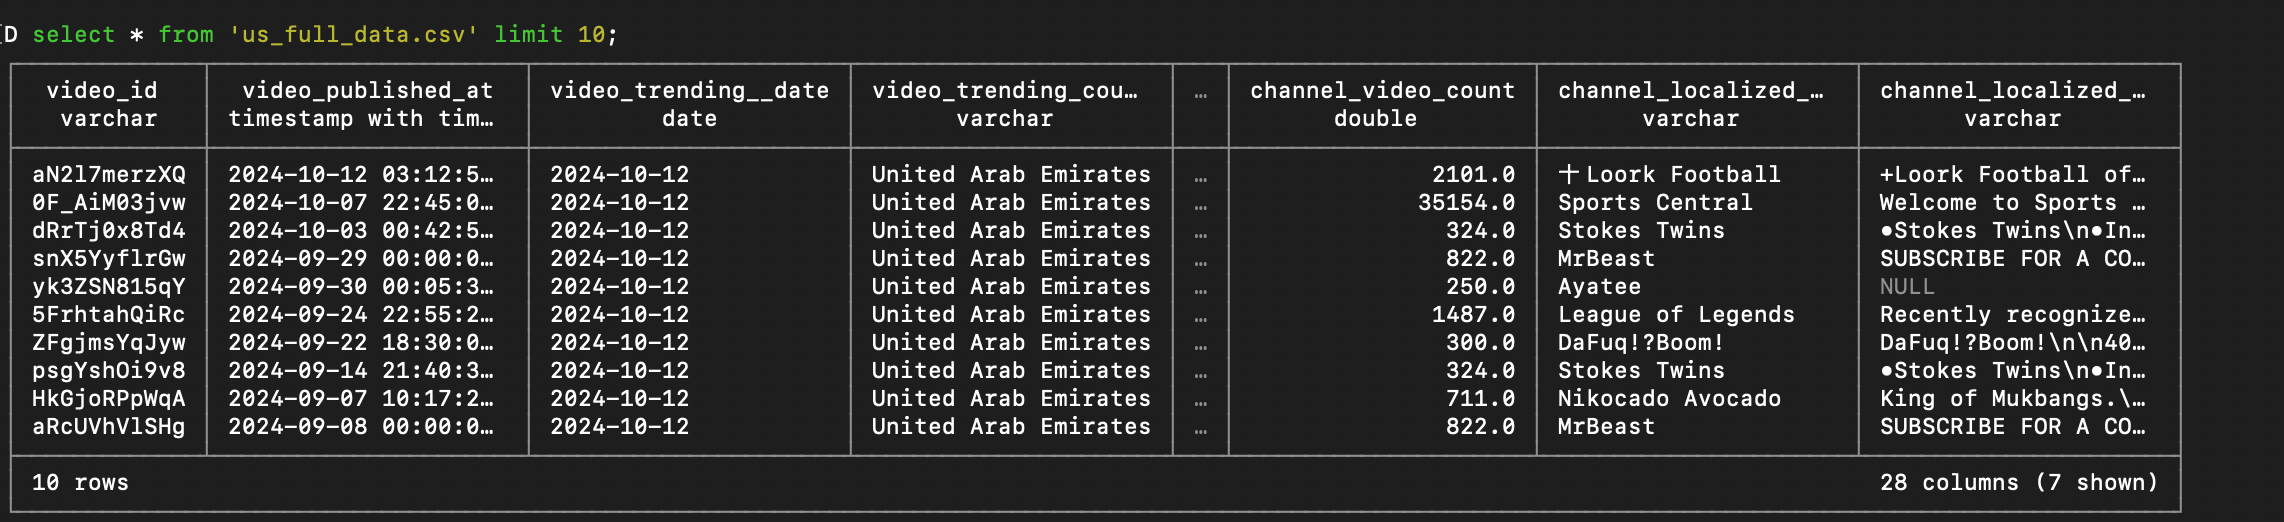 D select * from 'us_full_data.csv' limit 10;
video_id video_published_at video_trending__date video_trending_cou… … channel_video_count channel_localized_… channel_localized_…
varchar timestamp with tim… date varchar double varchar varchar
aN2l7merzXQ 2024-10-12 03:12:5… 2024-10-12 United Arab Emirates … 2101.0 ┼ Loork Football +Loork Football of…
0F_AiM03jvw 2024-10-07 22:45:0… 2024-10-12 United Arab Emirates … 35154.0 Sports Central Welcome to Sports …
dRrTj0x8Td4 2024-10-03 00:42:5… 2024-10-12 United Arab Emirates … 324.0 Stokes Twins ●Stokes Twins\n●In…
snX5YyflrGw 2024-09-29 00:00:0… 2024-10-12 United Arab Emirates … 822.0 MrBeast SUBSCRIBE FOR A CO…
yk3ZSN815qY 2024-09-30 00:05:3… 2024-10-12 United Arab Emirates … 250.0 Ayatee NULL
5FrhtahQiRc 2024-09-24 22:55:2… 2024-10-12 United Arab Emirates … 1487.0 League of Legends Recently recognize…
ZFgjmsYqJyw 2024-09-22 18:30:0… 2024-10-12 United Arab Emirates … 300.0 DaFuq!?Boom! DaFuq!?Boom!\n\n40…
psgYshOi9v8 2024-09-14 21:40:3… 2024-10-12 United Arab Emirates … 324.0 Stokes Twins ●Stokes Twins\n●In…
HkGjoRPpWqA 2024-09-07 10:17:2… 2024-10-12 United Arab Emirates … 711.0 Nikocado Avocado King of Mukbangs.\…
aRcUVhVlSHg 2024-09-08 00:00:0… 2024-10-12 United Arab Emirates … 822.0 MrBeast SUBSCRIBE FOR A CO…
10 rows 28 columns (7 shown)